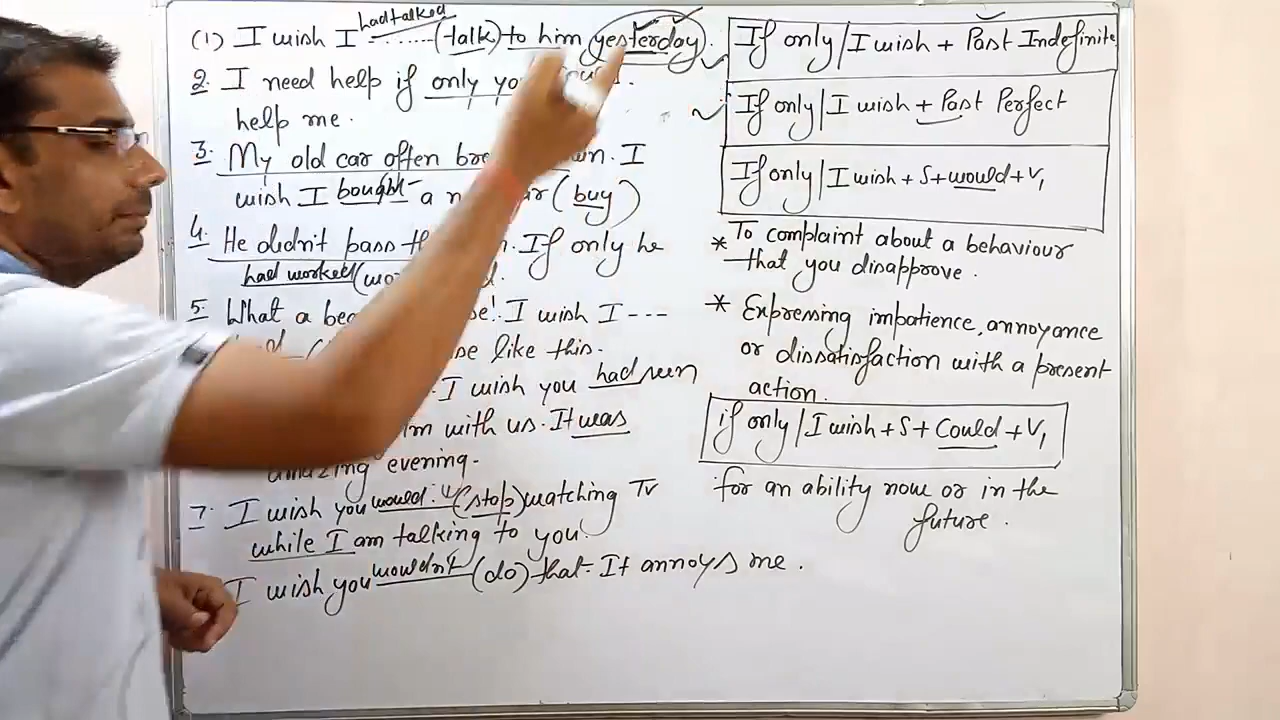 (1) I wish I had talked ........ (talk) to him yesterday.
2. I need help if only
help me.
3. My old car often I
wish I bought a (buy)
4. He didn't pass If only he
had worked
5. What a I wish I ---
like this.
I wish you had seen
with us. It was
amazing evening.
7. I wish you would (stop) watching TV
while I am talking to you.
I wish you wouldn't (do) that. It annoys me.
If only / I wish + Past Indefinite
If only / I wish + Past Perfect
If only / I wish + S + would + V1
* To complaint about a behaviour
that you disapprove.
* Expressing impatience, annoyance
or dissatisfaction with a present
action.
if only / I wish + S + Could + V1
for an ability now or in the
future.